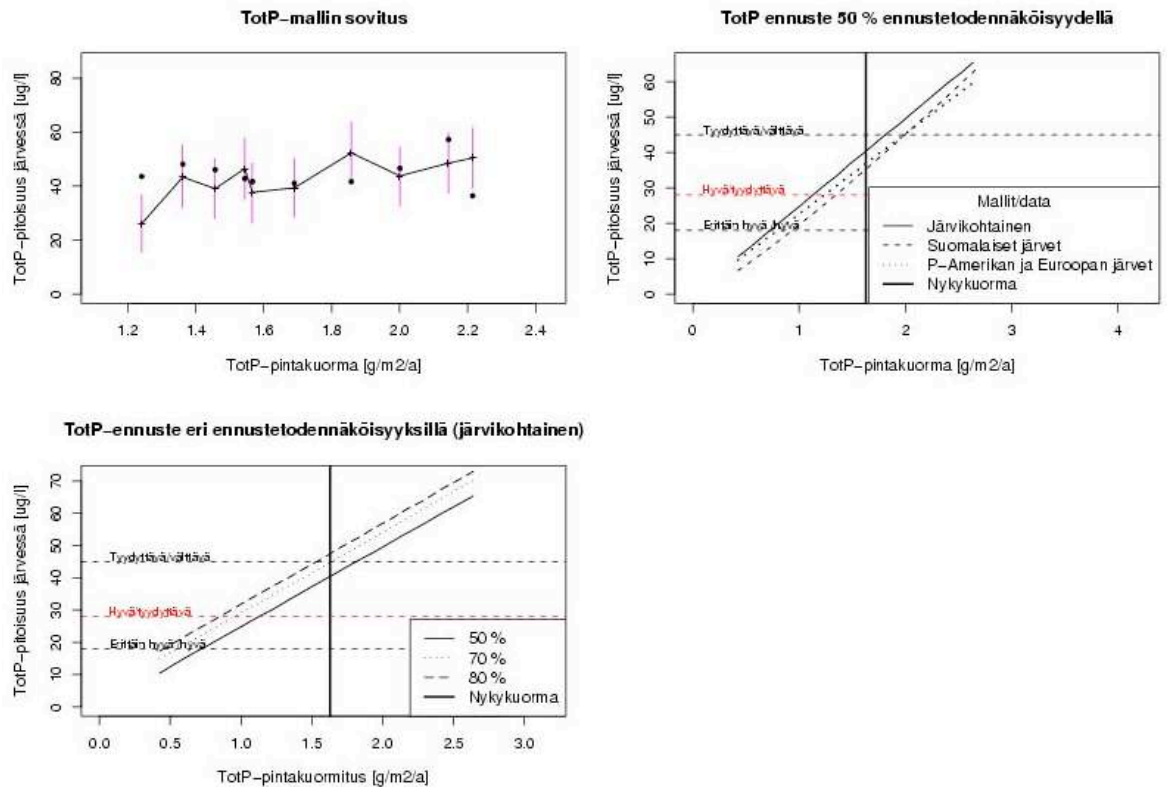 TotP-mallin sovitus
TotP-pitoisuus järvessä [ug/l]
80
60
40
20
0
1.2 1.4 1.6 1.8 2.0 2.2 2.4
TotP-pintakuorma [g/m2/a]
TotP ennuste 50 % ennustetodennäköisyydellä
TotP-pitoisuus järvessä [ug/l]
60
50
40
30
20
10
0
Tyydyttävä/välttävä
Hyvä/tyydyttävä
Erittäin hyvä/hyvä
Mallit/data
Järvikohtainen
Suomalaiset järvet
P-Amerikan ja Euroopan järvet
Nykykuorma
0 1 2 3 4
TotP-pintakuorma [g/m2/a]
TotP-ennuste eri ennustetodennäköisyyksillä (järvikohtainen)
TotP-pitoisuus järvessä [ug/l]
70
60
50
40
30
20
10
0
Tyydyttävä/välttävä
Hyvä/tyydyttävä
Erittäin hyvä/hyvä
50 %
70 %
80 %
Nykykuorma
0.0 0.5 1.0 1.5 2.0 2.5 3.0
TotP-pintakuormitus [g/m2/a]